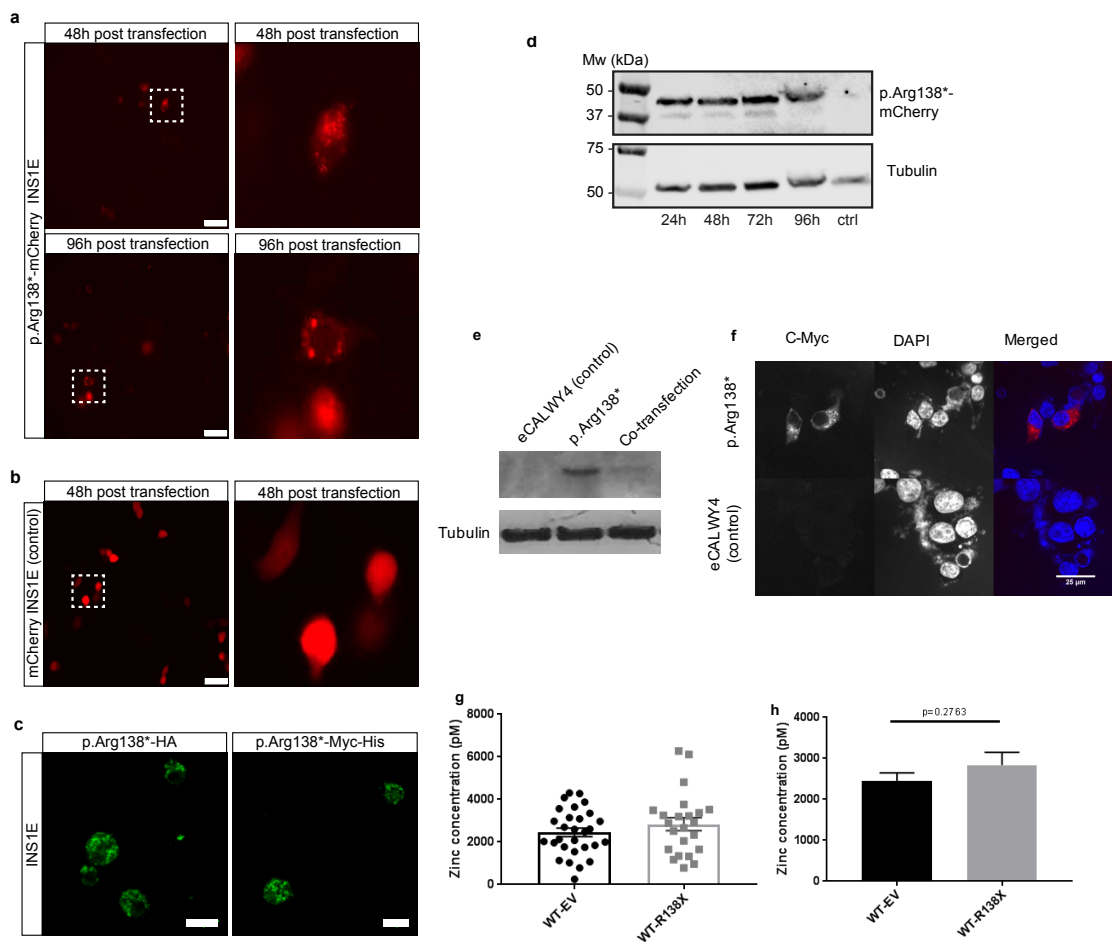 a
48h post transfection
48h post transfection
p.Arg138*-mCherry INS1E
96h post transfection
96h post transfection
b
48h post transfection
48h post transfection
mCherry INS1E (control)
c
p.Arg138*-HA
p.Arg138*-Myc-His
INS1E
d
Mw (kDa)
50
37
p.Arg138*-
mCherry
75
50
Tubulin
24h 48h 72h 96h ctrl
e
eCALWY4 (control)
p.Arg138*
Co-transfection
Tubulin
f
C-Myc DAPI Merged
p.Arg138*
eCALWY4
(control)
25 µm
g
Zinc concentration (pM)
8000
6000
4000
2000
0
WT-EV
WT-R138X
h
p=0.2763
Zinc concentration (pM)
4000
3000
2000
1000
0
WT-EV
WT-R138X